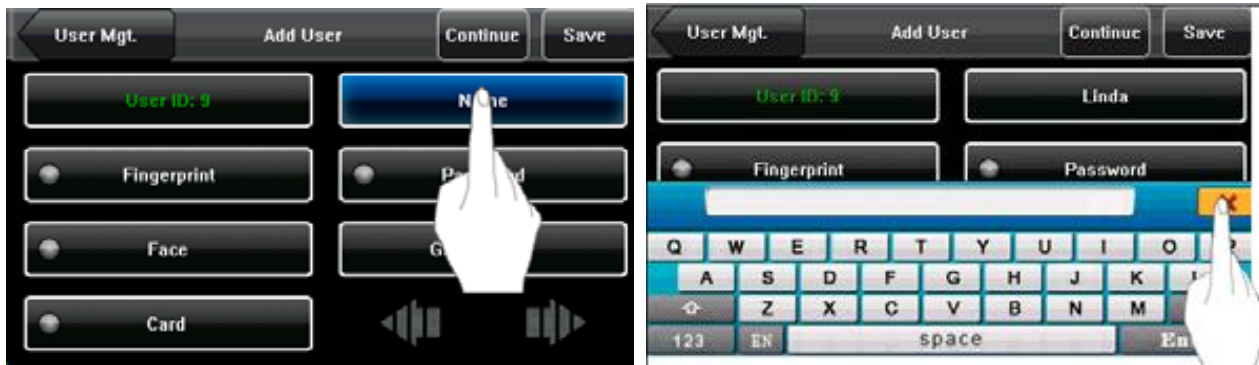 User Mgt. Add User Continue Save
User ID: 9
Fingerprint
Face
Card
User Mgt. Add User Continue Save
User ID: 9 Linda
Fingerprint Password
Q W E R T Y U I O P
A S D F G H J K
Z X C V B N M
123 EN space